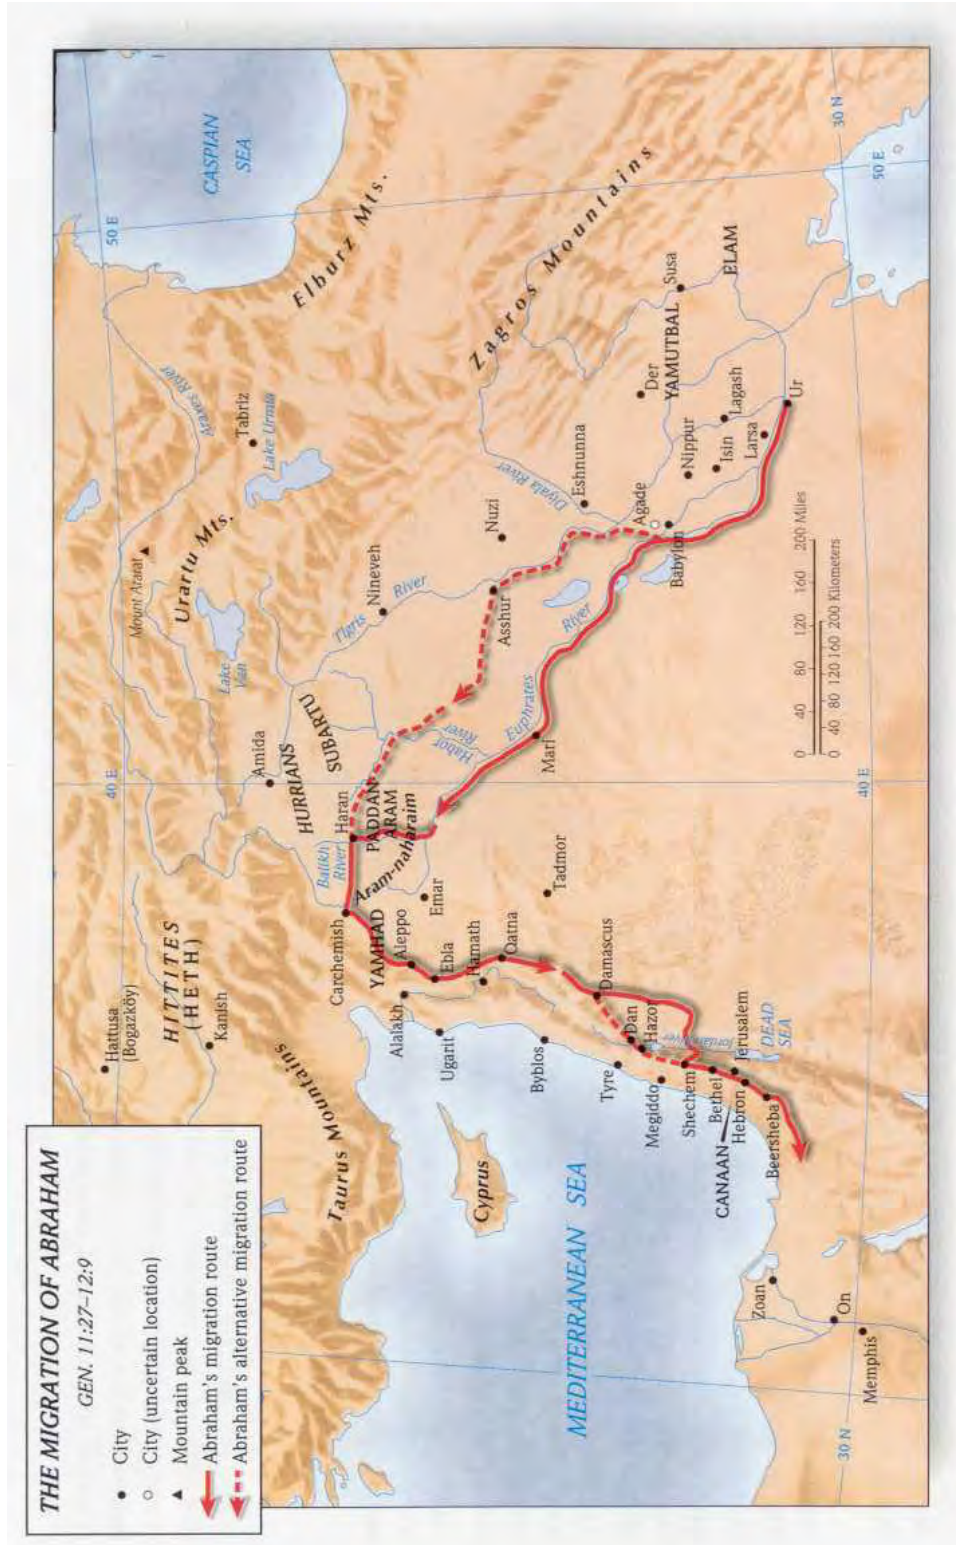 THE MIGRATION OF ABRAHAM
GEN. 11:27–12:9
City
City (uncertain location)
Mountain peak
Abraham's migration route
Abraham's alternative migration route
Hattusa
(Bogazköy)
HITTITES
(HETH)
Kanish
Taurus Mountains
Cyprus
MEDITERRANEAN SEA
Zoan
On
Memphis
30 N
Carchemish
YAMHAD
Aleppo
Alalakh
Ebla
Ugarit
Hamath
Qatna
Emar
Tadmor
Byblos
Damascus
Tyre
Dan
Hazor
Megiddo
Jordan River
Shechem
Bethel
Jerusalem
DEAD
SEA
CANAAN
Hebron
Beersheba
Balikh
River
Haran
PADDAN-
ARAM
Aram-naharaim
Amida
HURRIANS
SUBARTU
40 E
40 E
Habor
River
Mari
Euphrates
River
Lake
Van
Urartu Mts.
Mount Ararat
Araxes River
Tabriz
Lake Urmia
Nineveh
Tigris
River
Asshur
Nuzi
Eshnunna
Diyala River
Agade
Babylon
Nippur
Isin
Lagash
Larsa
Ur
Der
YAMUTBAL
Susa
ELAM
Zagros Mountains
Elburz Mts.
CASPIAN
SEA
50 E
30 N
50 E
0 40 80 120 160 200 Miles
0 40 80 120 160 200 Kilometers